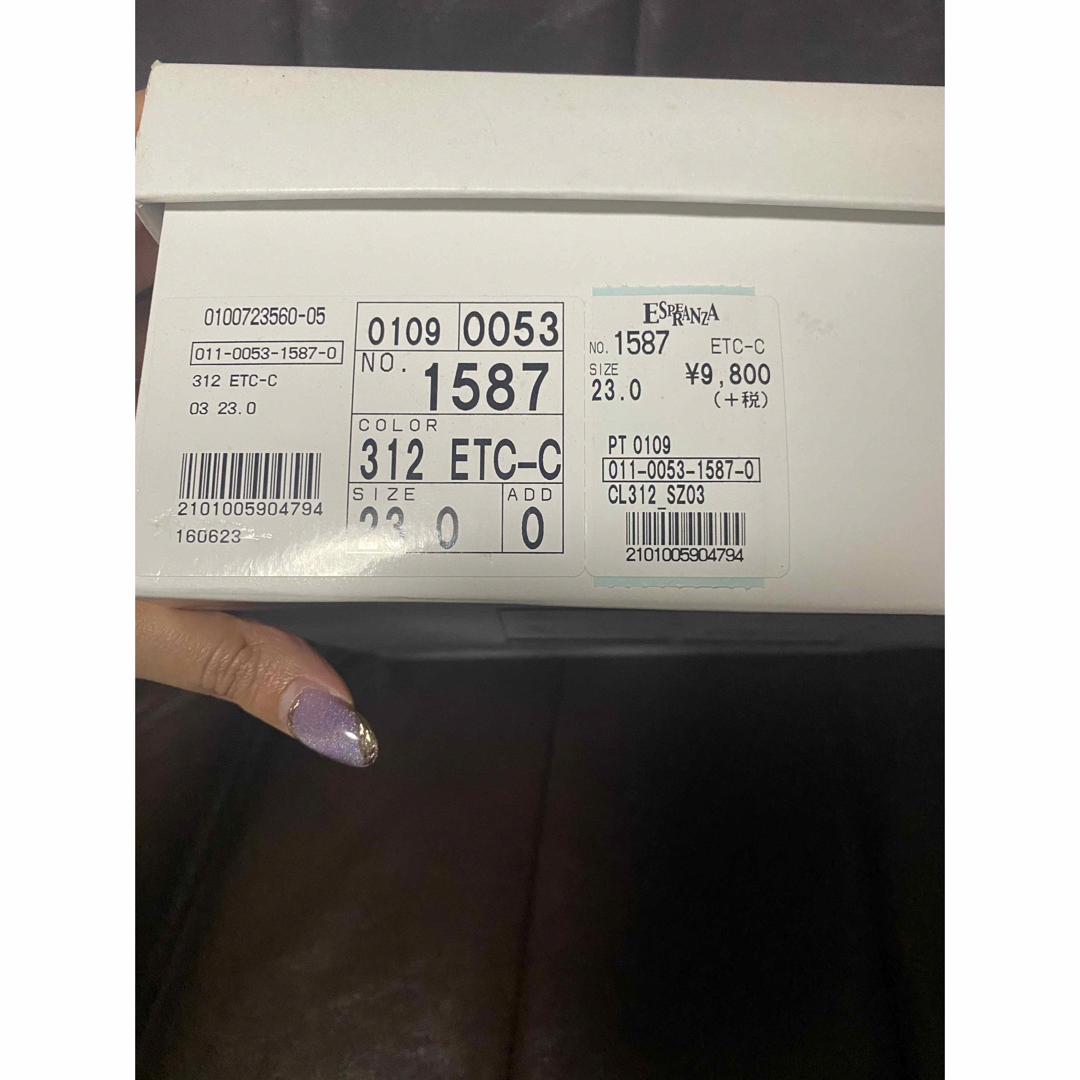 0100723560-05
011-0053-1587-0
312 ETC-C
03 23.0
2101005904794
160623
0109 0053
NO. 1587
COLOR
312 ETC-C
SIZE ADD
23.0 0
ESPERANZA
NO. 1587 ETC-C
SIZE
23.0 ¥9,800
(+税)
PT 0109
011-0053-1587-0
CL312_SZ03
2101005904794